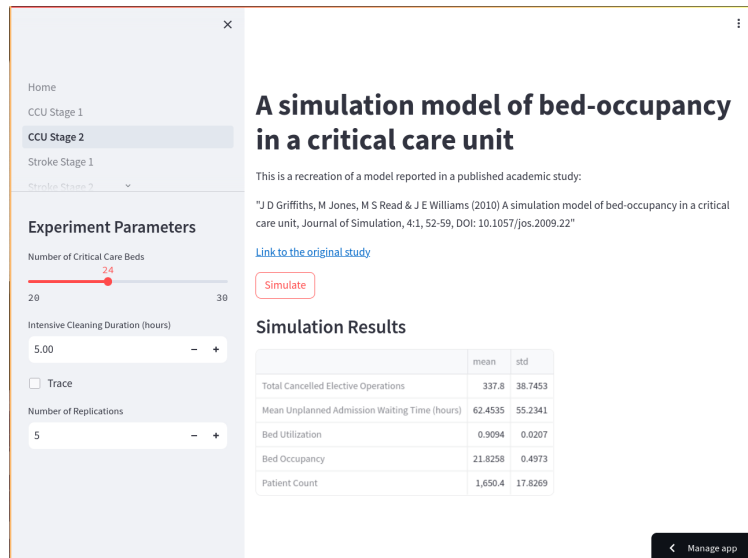 Home
CCU Stage 1
CCU Stage 2
Stroke Stage 1
Stroke Stage 2
Experiment Parameters
Number of Critical Care Beds
24
20 30
Intensive Cleaning Duration (hours)
5.00 − +
Trace
Number of Replications
5 − +
A simulation model of bed-occupancy
in a critical care unit
This is a recreation of a model reported in a published academic study:
"J D Griffiths, M Jones, M S Read & J E Williams (2010) A simulation model of bed-occupancy in a critical
care unit, Journal of Simulation, 4:1, 52-59, DOI: 10.1057/jos.2009.22"
Link to the original study
Simulate
Simulation Results
mean std
Total Cancelled Elective Operations 337.8 38.7453
Mean Unplanned Admission Waiting Time (hours) 62.4535 55.2341
Bed Utilization 0.9094 0.0207
Bed Occupancy 21.8258 0.4973
Patient Count 1,650.4 17.8269
Manage app